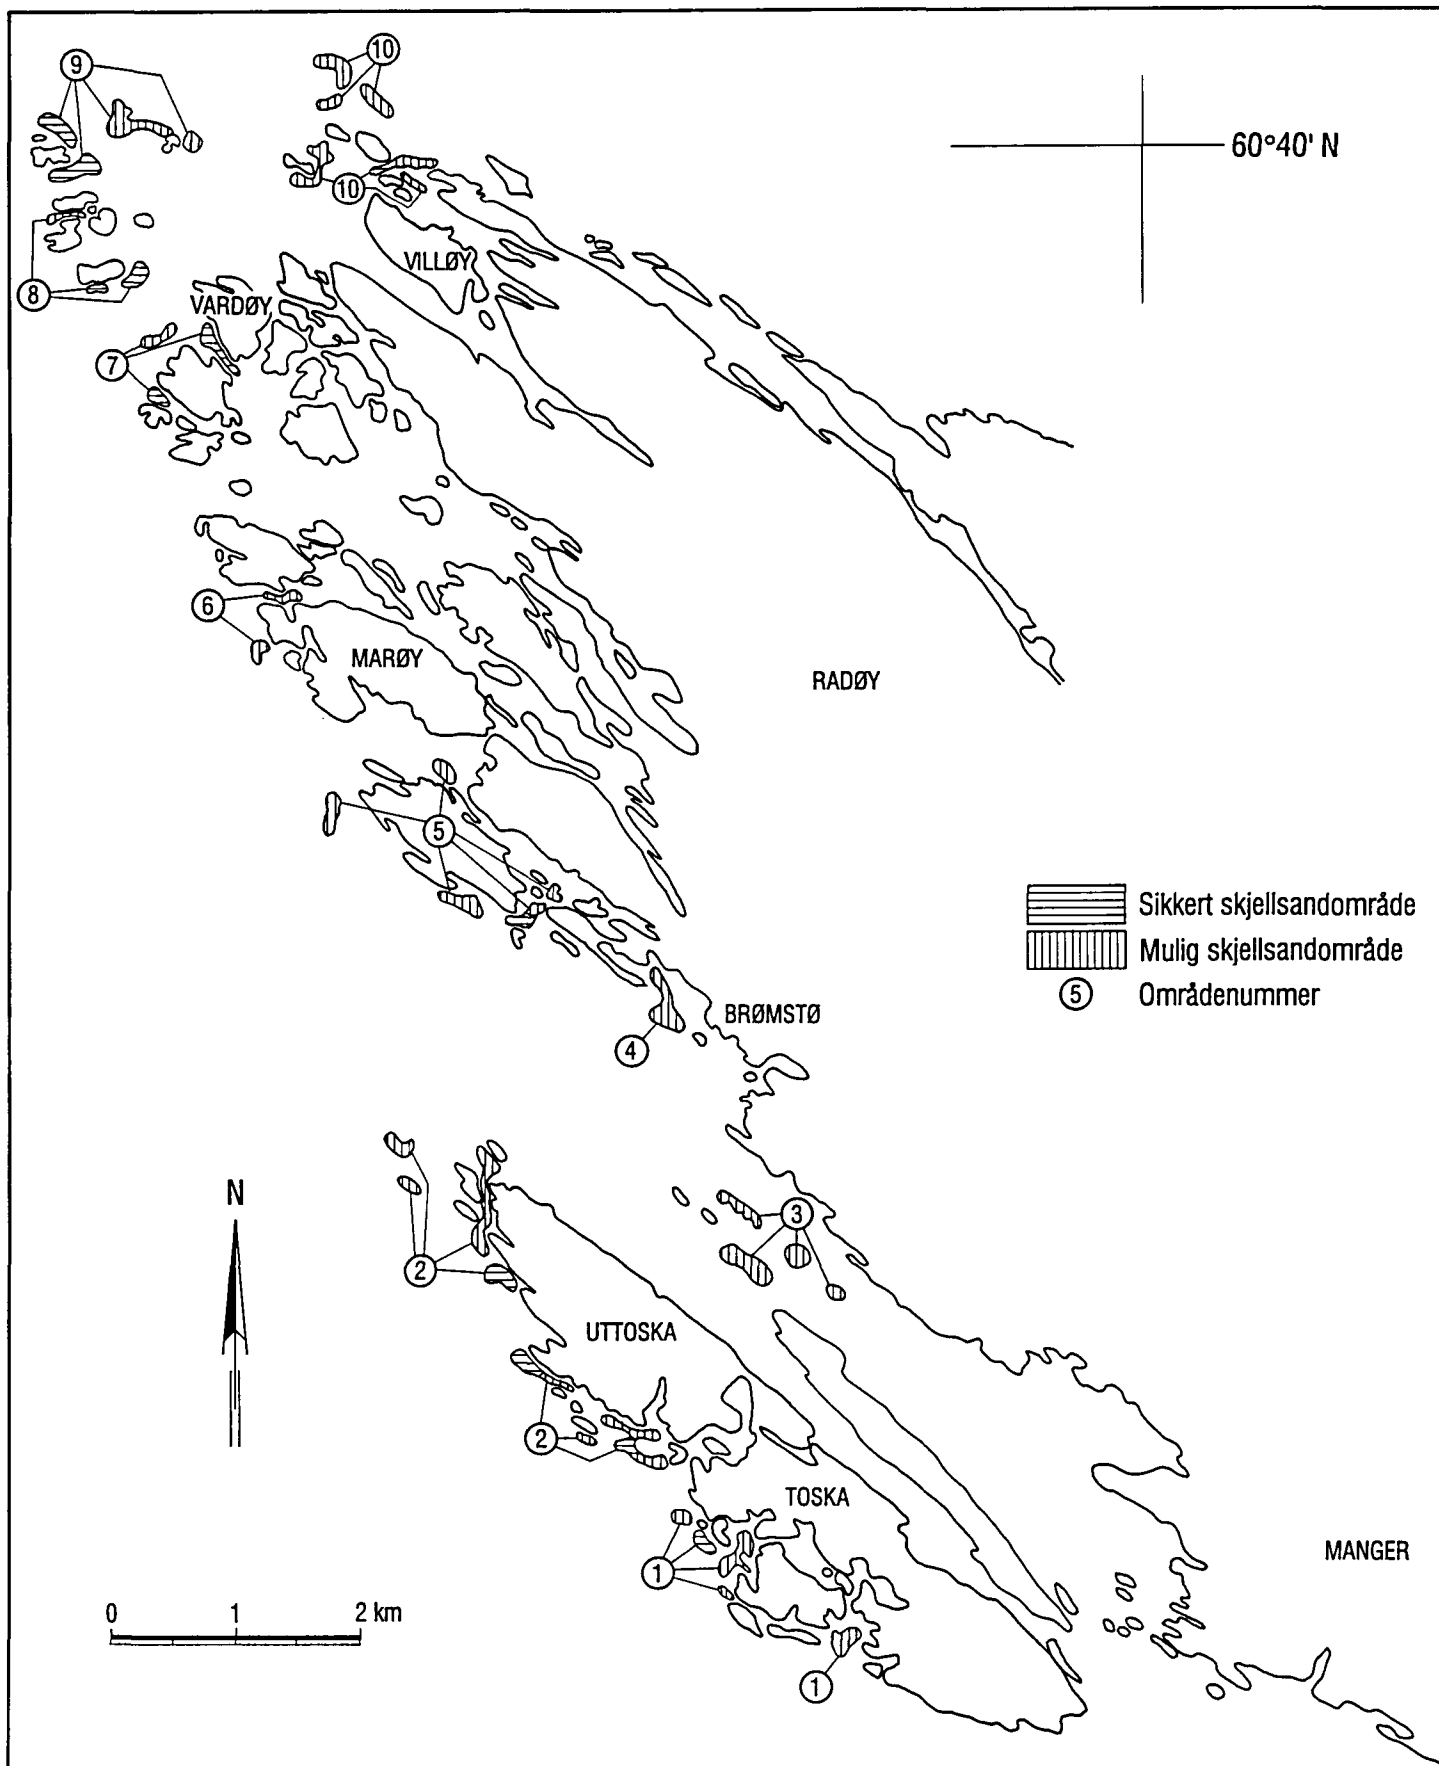 10
9
60°40' N
10
VILLØY
8
VARDØY
7
6
MARØY
RADØY
5
Sikkert skjellsandområde
Mulig skjellsandområde
5 Områdenummer
BRØMSTØ
4
N
3
2
UTTOSKA
2
TOSKA
MANGER
1
0 1 2 km
1